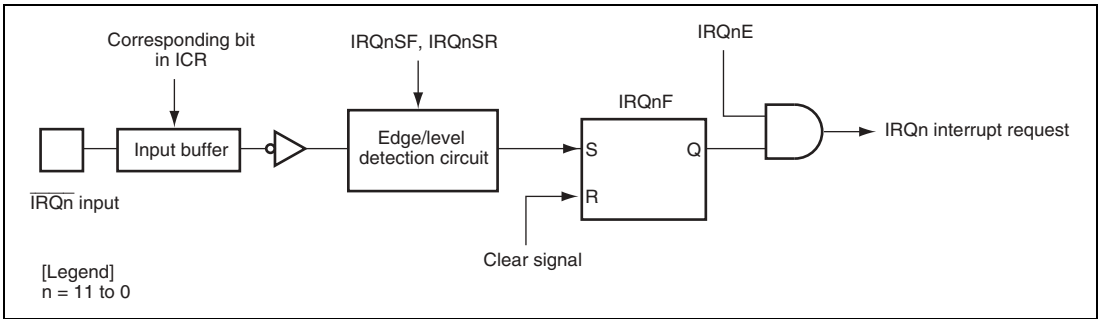 Corresponding bit
in ICR
IRQnSF, IRQnSR
IRQnE
IRQnF
Input buffer
Edge/level
detection circuit
S
Q
R
IRQn interrupt request
I̅R̅Q̅n̅ input
Clear signal
[Legend]
n = 11 to 0